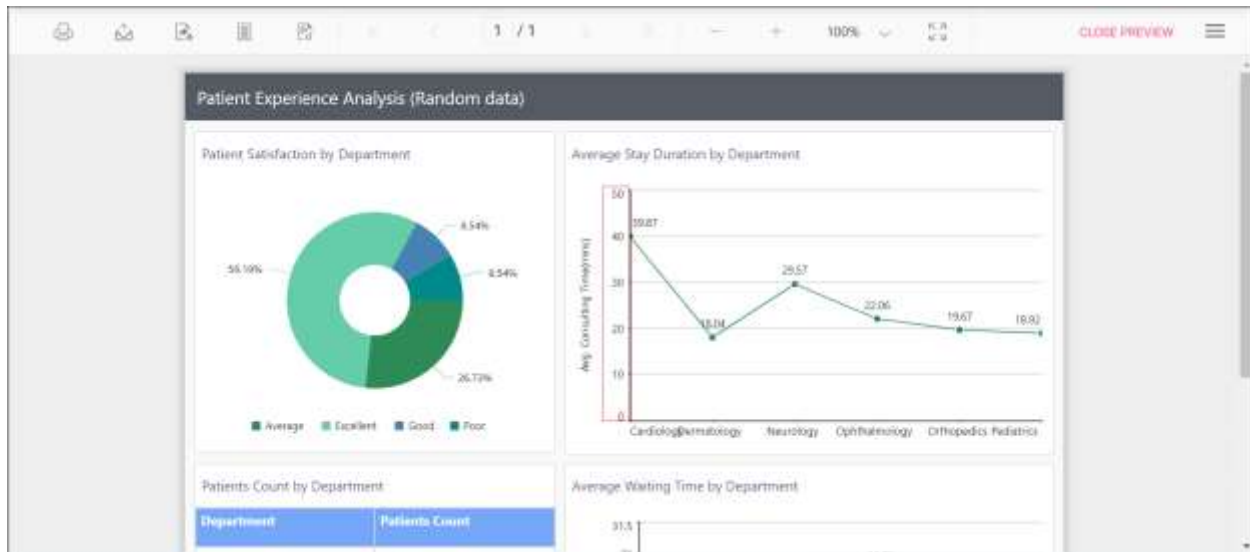 1 / 1
100%
CLOSE PREVIEW
Patient Experience Analysis (Random data)
Patient Satisfaction by Department
8.54%
56.19%
8.54%
26.73%
Average Excellent Good Poor
Average Stay Duration by Department
Avg. Consulting Time(mins)
50
40
30
20
10
0
39.87
18.04
29.57
22.06
19.67
18.92
Cardiology Dermatology Neurology Ophthalmology Orthopedics Pediatrics
Patients Count by Department
Department Patients Count
Average Waiting Time by Department
31.5